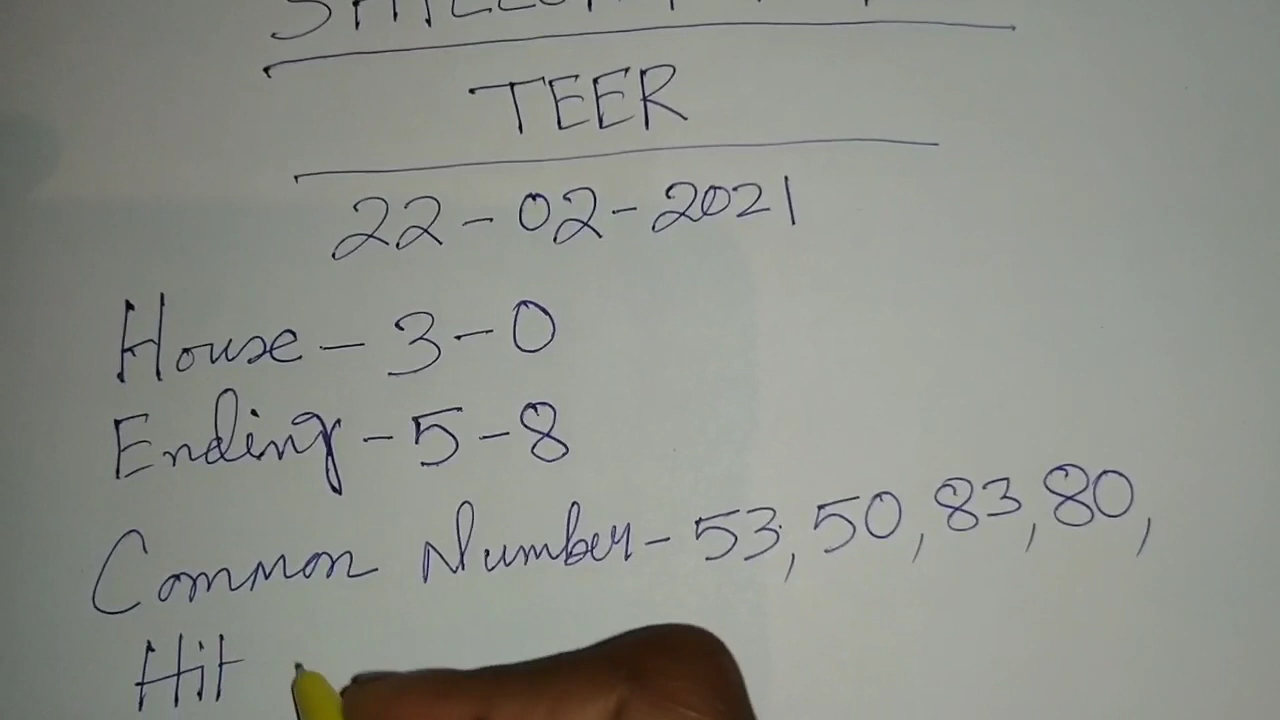 TEER
22-02-2021
House - 3 - 0
Ending - 5 - 8
Common Number - 53, 50, 83, 80,
Hit